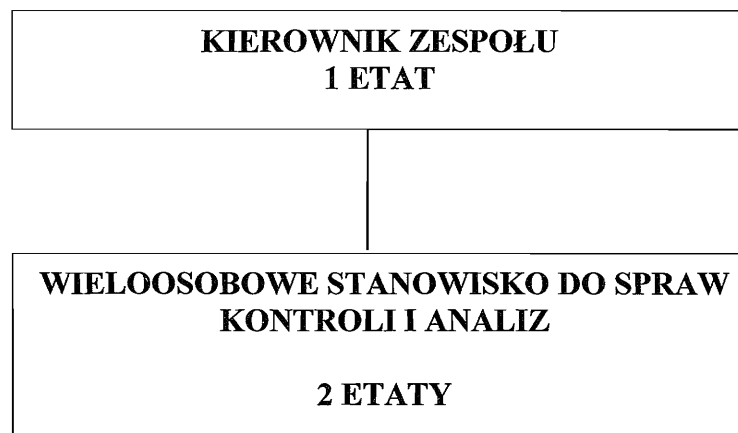 KIEROWNIK ZESPOŁU
1 ETAT
WIELOOSOBOWE STANOWISKO DO SPRAW
KONTROLI I ANALIZ
2 ETATY